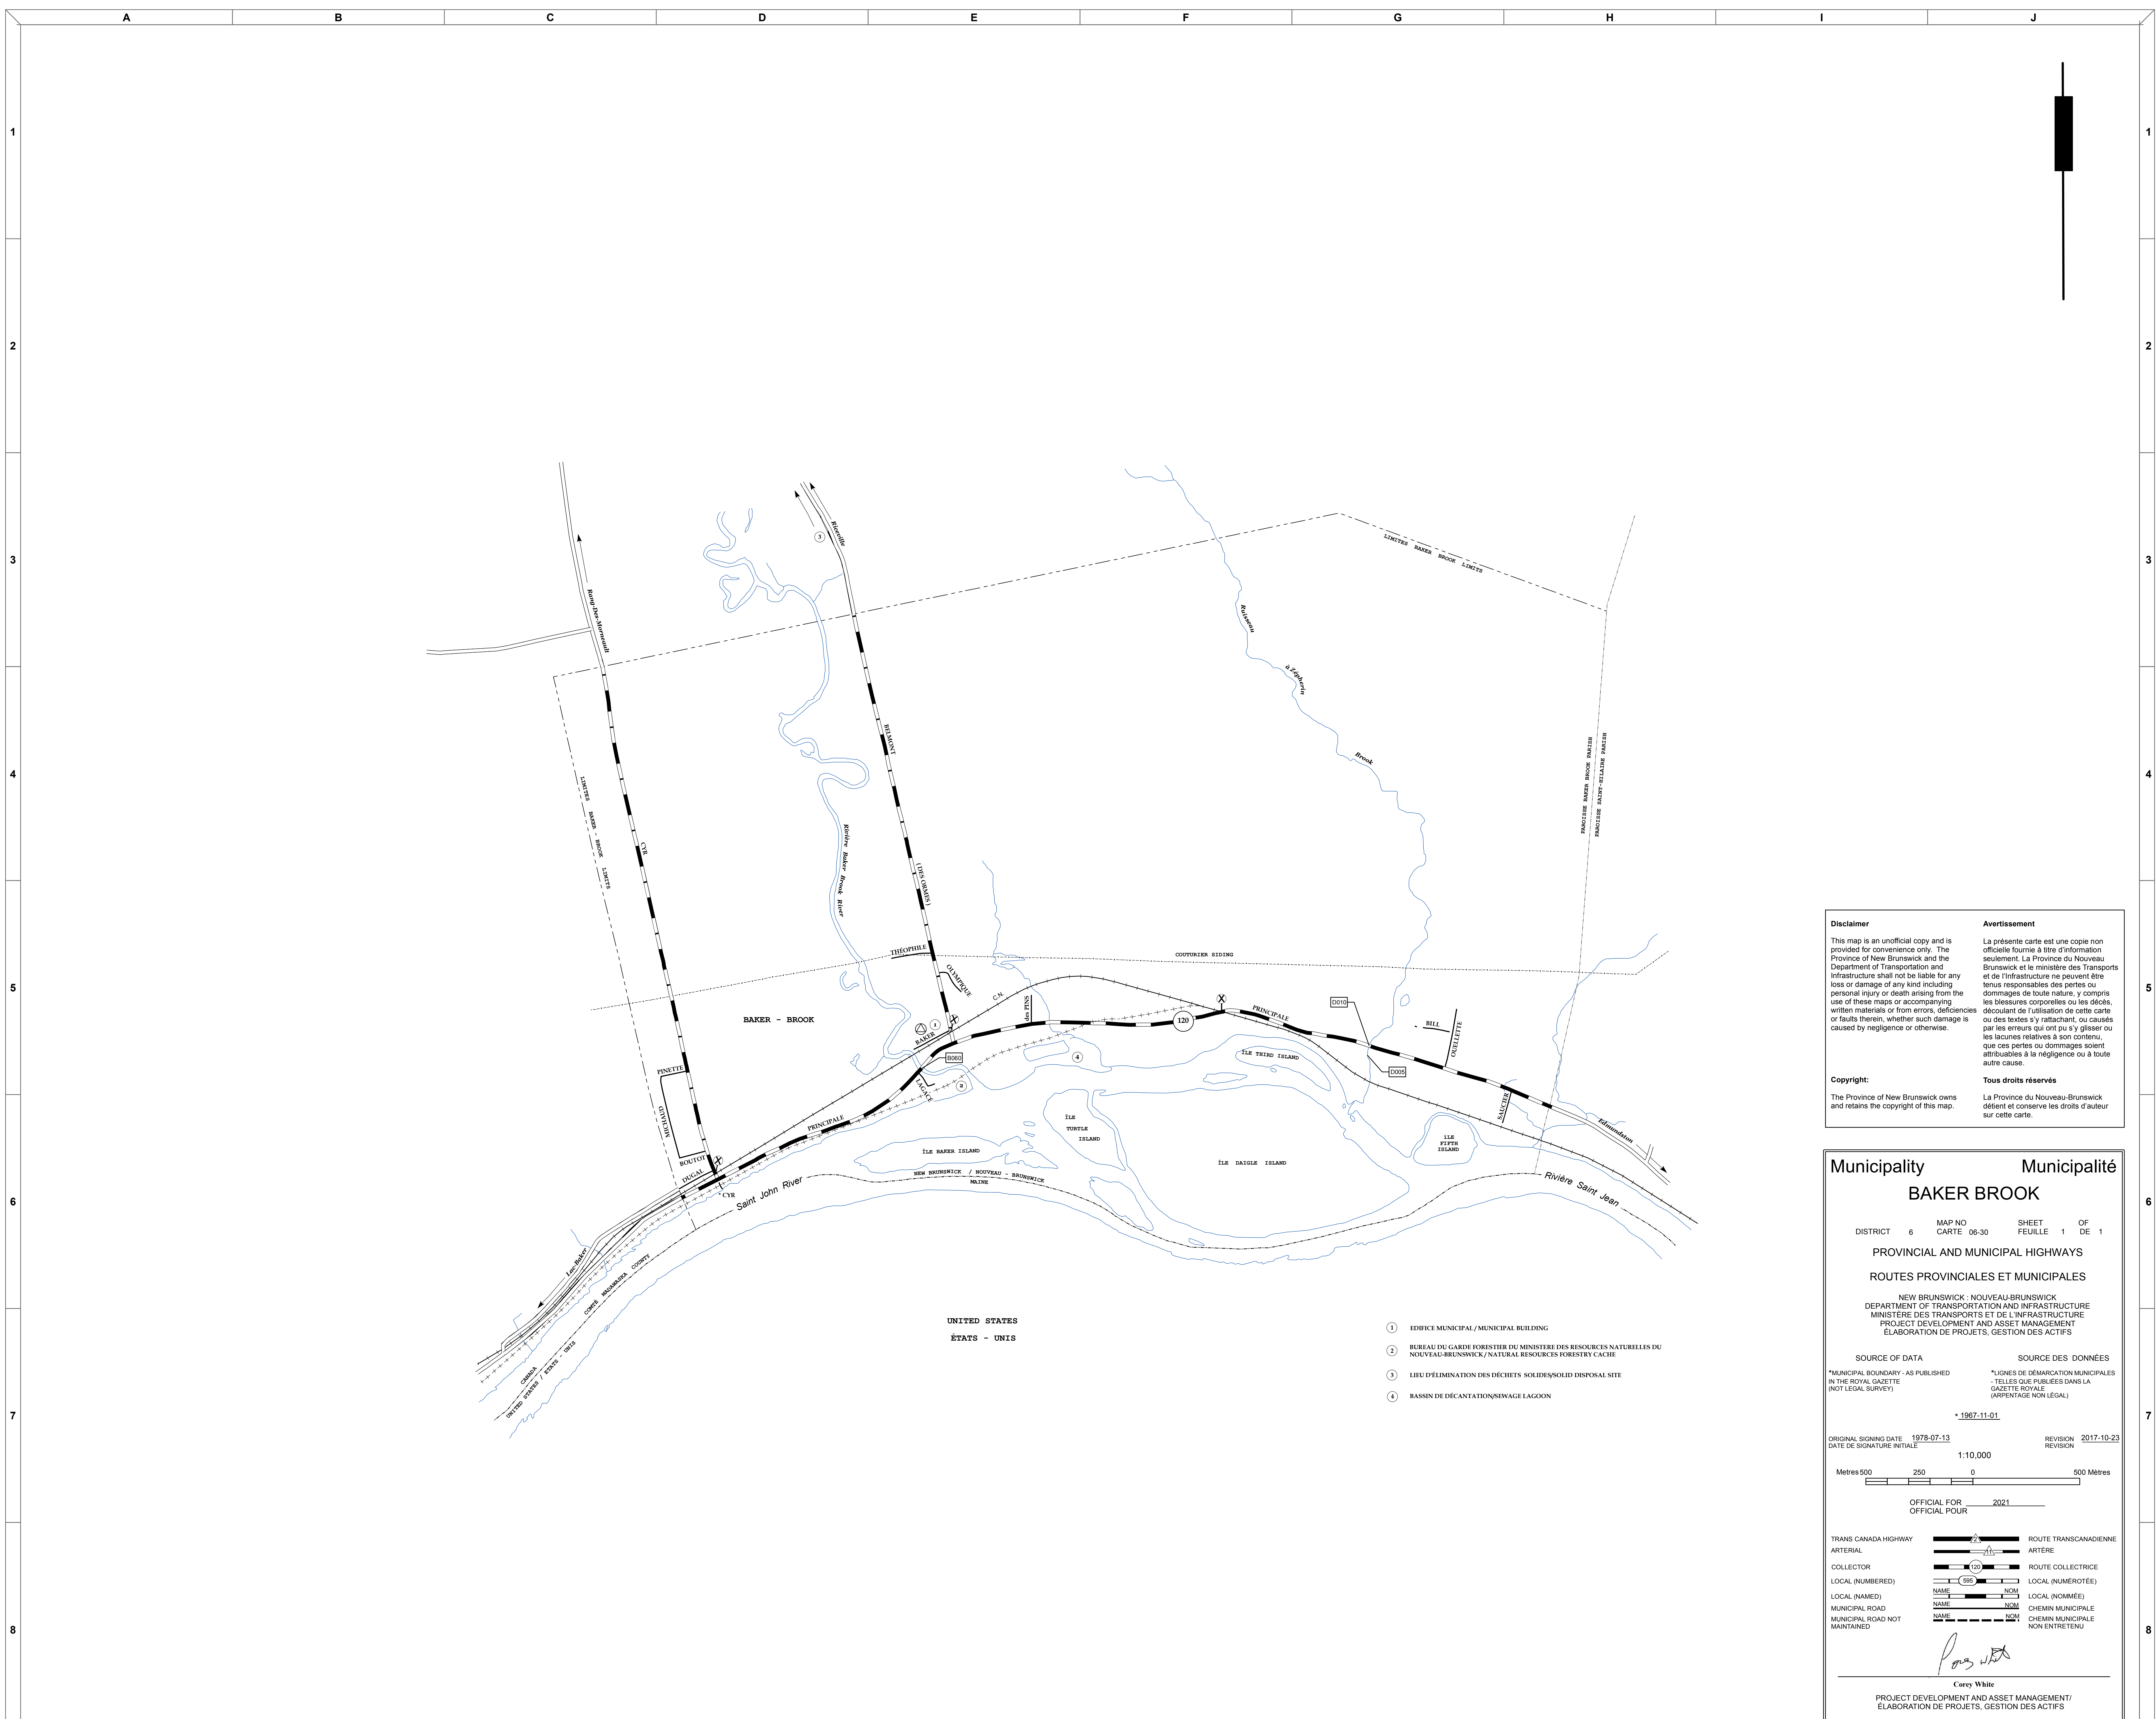 A B C D E F G H I J
1 1
2 2
3 3
4 4
5 5
6 6
7 7
8 8
Riceville
3
LIMITES BAKER BROOK LIMITS
Rang-Des-Morneault
Ruisseau
à Zépherin
Brook
BELMONT
(DES ORMES)
PAROISSE BAKER BROOK PARISH
PAROISSE SAINT-HILAIRE PARISH
LIMITES BAKER - BROOK LIMITS
CYR
Rivière Baker Brook River
THÉOPHILE
OLYMPIQUE
COUTURIER SIDING
C.N.
des PINS
BAKER - BROOK
1
BAKER
X
120
PRINCIPALE
D010
BILL
OUELLETTE
B060
4
ÎLE THIRD ISLAND
D005
PINETTE
2
LAGACÉ
MICHAUD
PRINCIPALE
SAUCIER
ÎLE
TURTLE
ISLAND
Edmundston
ÎLE
FIFTH
ISLAND
BOUTOT
ÎLE BAKER ISLAND
ÎLE DAIGLE ISLAND
DUGAL
NEW BRUNSWICK / NOUVEAU - BRUNSWICK
MAINE
CYR
Saint John River
Rivière Saint Jean
Lac-Baker
COMTÉ MADAWASKA COUNTY
CANADA
UNITED STATES / ETATS - UNIS
UNITED STATES
ÉTATS - UNIS
1 EDIFICE MUNICIPAL / MUNICIPAL BUILDING
2 BUREAU DU GARDE FORESTIER DU MINISTERE DES RESOURCES NATURELLES DU
NOUVEAU-BRUNSWICK / NATURAL RESOURCES FORESTRY CACHE
3 LIEU D'ÉLIMINATION DES DÉCHETS SOLIDES/SOLID DISPOSAL SITE
4 BASSIN DE DÉCANTATION/SEWAGE LAGOON
Disclaimer
This map is an unofficial copy and is
provided for convenience only. The
Province of New Brunswick and the
Department of Transportation and
Infrastructure shall not be liable for any
loss or damage of any kind including
personal injury or death arising from the
use of these maps or accompanying
written materials or from errors, deficiencies
or faults therein, whether such damage is
caused by negligence or otherwise.
Copyright:
The Province of New Brunswick owns
and retains the copyright of this map.
Avertissement
La présente carte est une copie non
officielle fournie à titre d'information
seulement. La Province du Nouveau
Brunswick et le ministère des Transports
et de l'Infrastructure ne peuvent être
tenus responsables des pertes ou
dommages de toute nature, y compris
les blessures corporelles ou les décès,
découlant de l'utilisation de cette carte
ou des textes s'y rattachant, ou causés
par les erreurs qui ont pu s'y glisser ou
les lacunes relatives à son contenu,
que ces pertes ou dommages soient
attribuables à la négligence ou à toute
autre cause.
Tous droits réservés
La Province du Nouveau-Brunswick
détient et conserve les droits d'auteur
sur cette carte.
Municipality Municipalité
BAKER BROOK
MAP NO SHEET OF
DISTRICT 6 CARTE 06-30 FEUILLE 1 DE 1
PROVINCIAL AND MUNICIPAL HIGHWAYS
ROUTES PROVINCIALES ET MUNICIPALES
NEW BRUNSWICK : NOUVEAU-BRUNSWICK
DEPARTMENT OF TRANSPORTATION AND INFRASTRUCTURE
MINISTÈRE DES TRANSPORTS ET DE L'INFRASTRUCTURE
PROJECT DEVELOPMENT AND ASSET MANAGEMENT
ÉLABORATION DE PROJETS, GESTION DES ACTIFS
SOURCE OF DATA SOURCE DES DONNÉES
*MUNICIPAL BOUNDARY - AS PUBLISHED
IN THE ROYAL GAZETTE
(NOT LEGAL SURVEY)
*LIGNES DE DÉMARCATION MUNICIPALES
- TELLES QUE PUBLIÉES DANS LA
GAZETTE ROYALE
(ARPENTAGE NON LÉGAL)
* 1967-11-01
ORIGINAL SIGNING DATE 1978-07-13 REVISION 2017-10-23
DATE DE SIGNATURE INITIALE REVISION
1:10,000
Metres 500 250 0 500 Mètres
OFFICIAL FOR 2021
OFFICIAL POUR
TRANS CANADA HIGHWAY 2 ROUTE TRANSCANADIENNE
ARTERIAL 11 ARTÈRE
COLLECTOR 120 ROUTE COLLECTRICE
LOCAL (NUMBERED) 595 LOCAL (NUMÉROTÉE)
LOCAL (NAMED) NAME NOM LOCAL (NOMMÉE)
MUNICIPAL ROAD NAME NOM CHEMIN MUNICIPALE
MUNICIPAL ROAD NOT NAME NOM CHEMIN MUNICIPALE
MAINTAINED NON ENTRETENU
Corey White
Corey White
PROJECT DEVELOPMENT AND ASSET MANAGEMENT/
ÉLABORATION DE PROJETS, GESTION DES ACTIFS